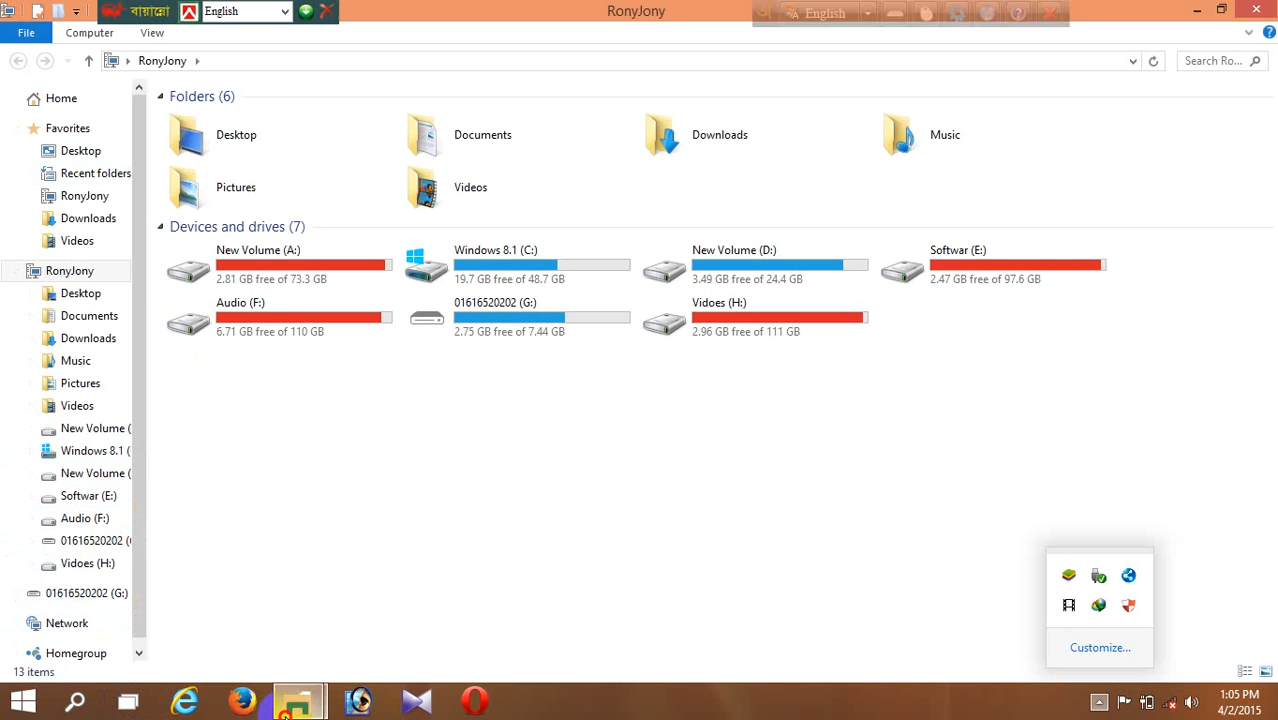 বায়ান্নো
English
RonyJony
English
File
Computer
View
RonyJony
Search Ro...
Home
Favorites
Desktop
Recent folders
RonyJony
Downloads
Videos
RonyJony
Desktop
Documents
Downloads
Music
Pictures
Videos
New Volume (
Windows 8.1 (
New Volume (
Softwar (E:)
Audio (F:)
01616520202 (
Vidoes (H:)
01616520202 (G:)
Network
Homegroup
Folders (6)
Desktop
Documents
Downloads
Music
Pictures
Videos
Devices and drives (7)
New Volume (A:)
2.81 GB free of 73.3 GB
Windows 8.1 (C:)
19.7 GB free of 48.7 GB
New Volume (D:)
3.49 GB free of 24.4 GB
Softwar (E:)
2.47 GB free of 97.6 GB
Audio (F:)
6.71 GB free of 110 GB
01616520202 (G:)
2.75 GB free of 7.44 GB
Vidoes (H:)
2.96 GB free of 111 GB
Customize...
13 items
1:05 PM
4/2/2015